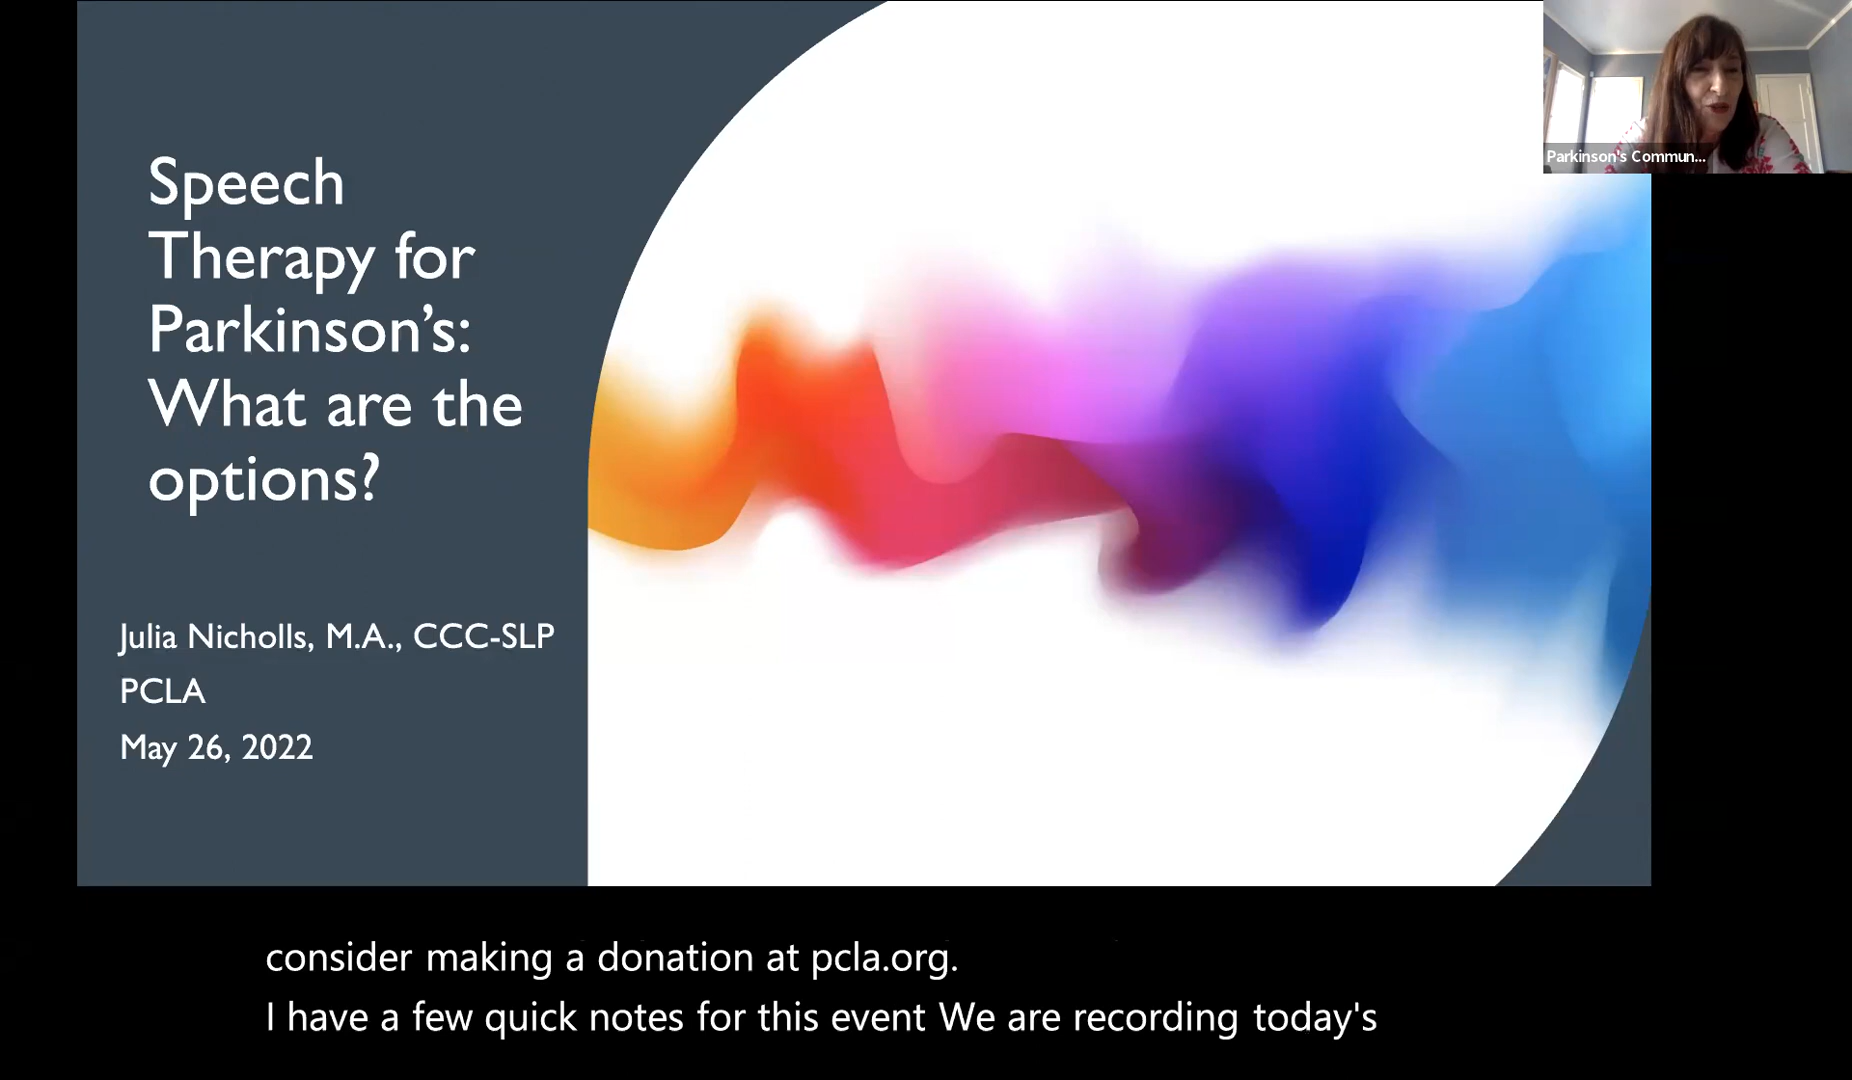 Speech
Therapy for
Parkinson’s:
What are the
options?
Julia Nicholls, M.A., CCC-SLP
PCLA
May 26, 2022
Parkinson's Commun...
consider making a donation at pcla.org.
I have a few quick notes for this event We are recording today's